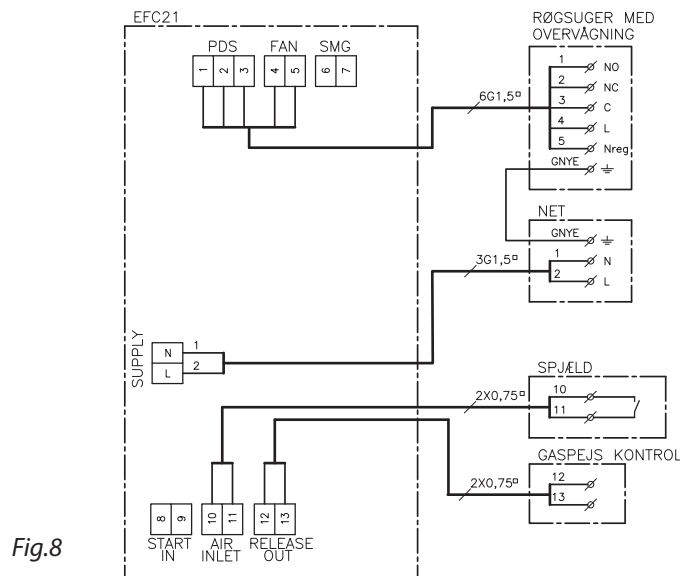 EFC21
PDS FAN SMG
1 2 3 4 5 6 7
RØGSUGER MED
OVERVÅGNING
1 NO
2 NC
3 C
4 L
5 Nreg
GNYE
6G1,5¤
NET
GNYE
1 N
2 L
3G1,5¤
SUPPLY
N 1
L 2
SPJÆLD
10
11
2X0,75¤
GASPEJS KONTROL
12
13
2X0,75¤
8 9 10 11 12 13
START IN
AIR INLET
RELEASE OUT
Fig.8